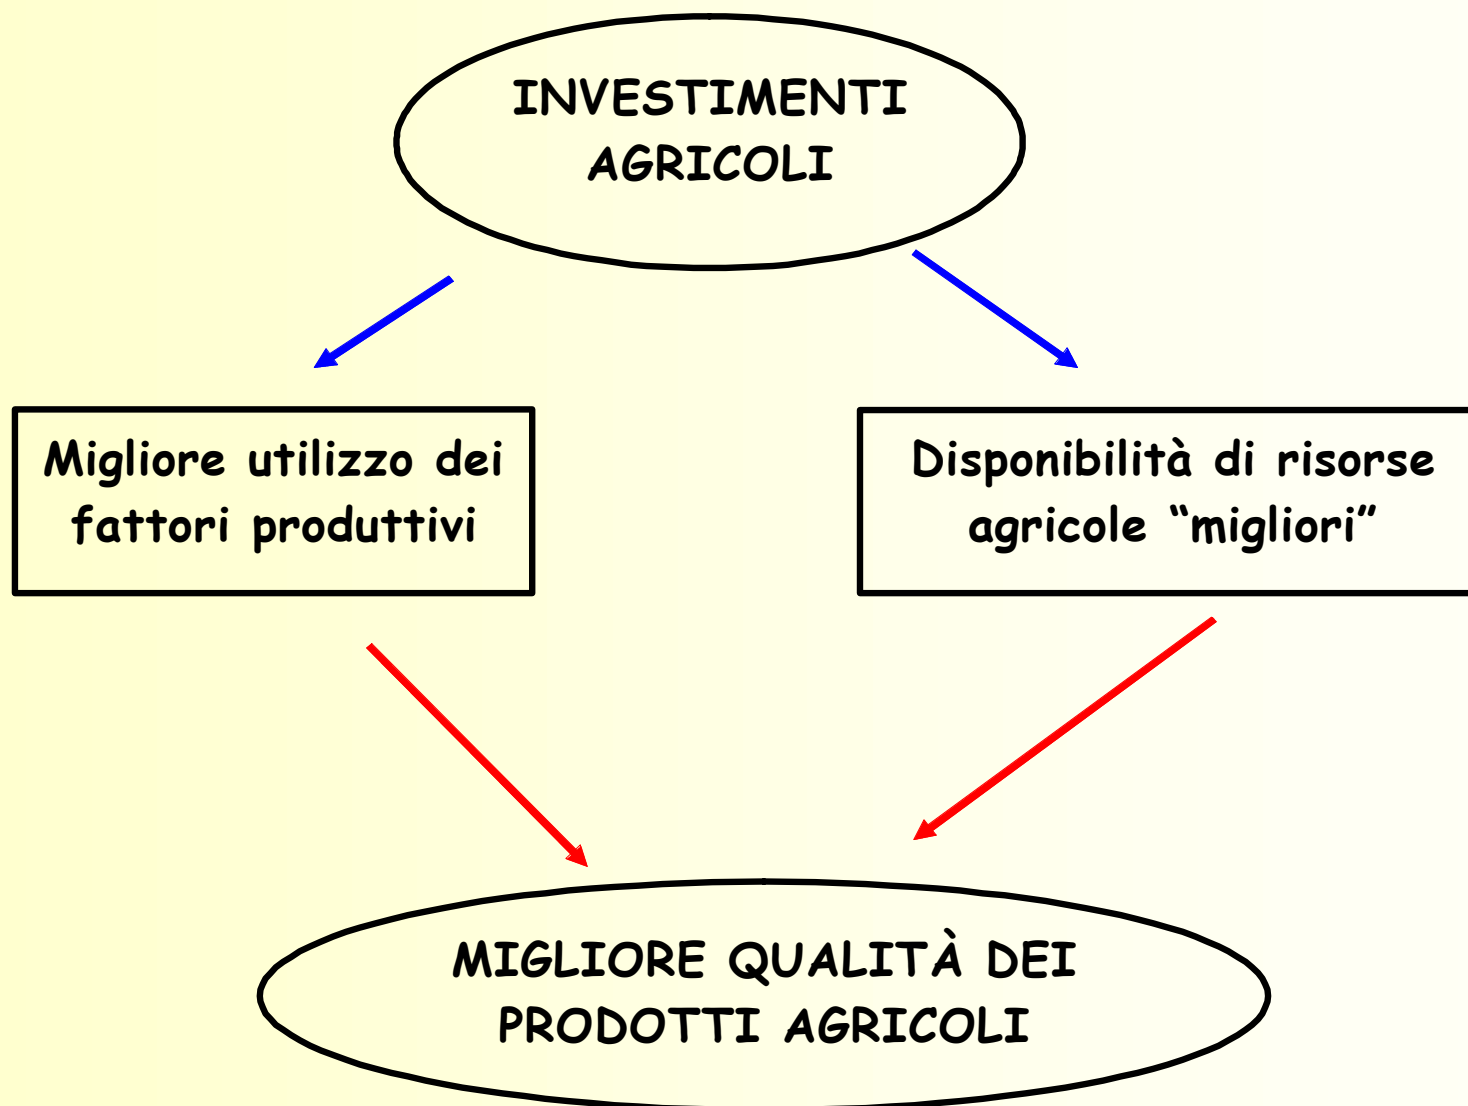 INVESTIMENTI
AGRICOLI
Migliore utilizzo dei
fattori produttivi
Disponibilità di risorse
agricole “migliori”
MIGLIORE QUALITÀ DEI
PRODOTTI AGRICOLI